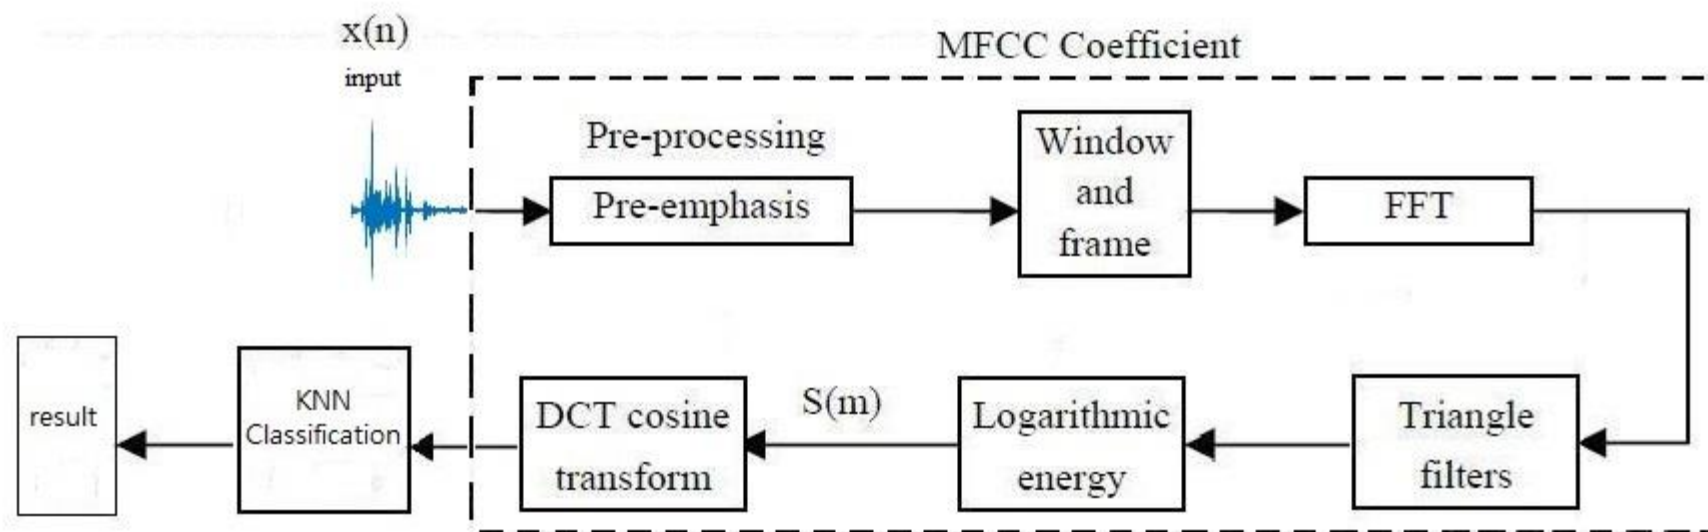 x(n)
input
MFCC Coefficient
Pre-processing
Pre-emphasis
Window
and
frame
FFT
Triangle
filters
Logarithmic
energy
S(m)
DCT cosine
transform
KNN
Classification
result